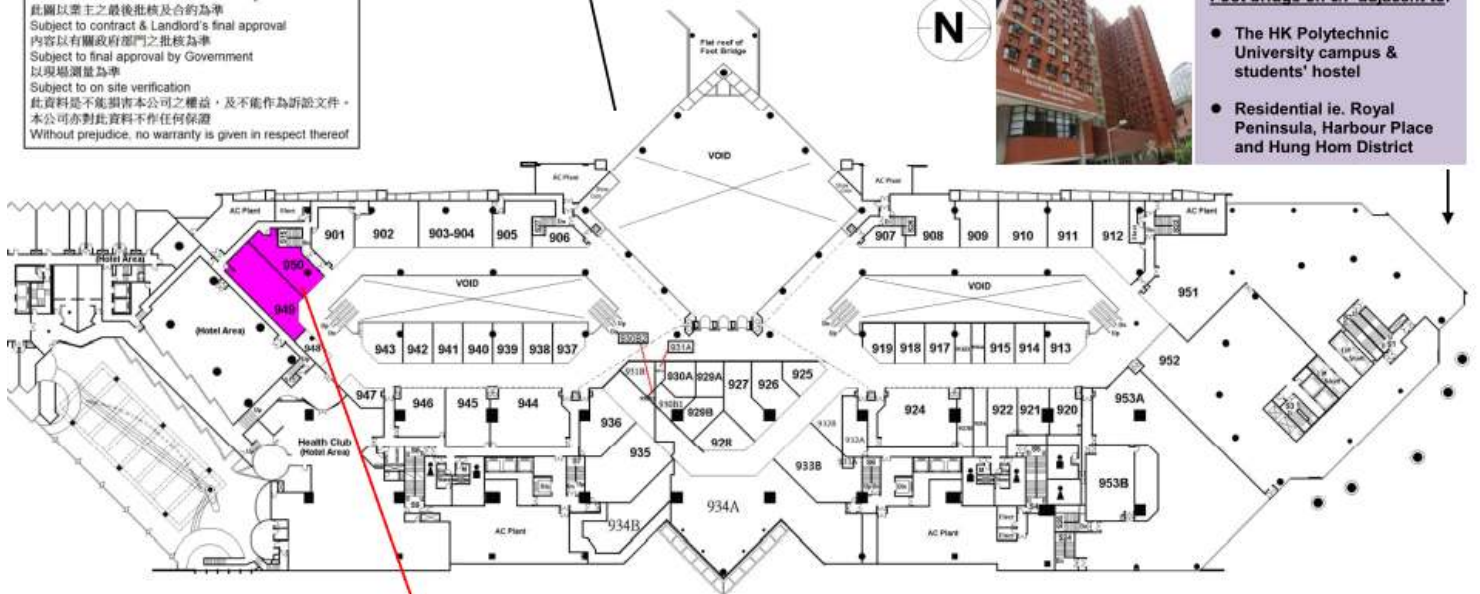 此圖以業主之最後批核及合約為準
Subject to contract & Landlord's final approval
內容以有關政府部門之批核為準
Subject to final approval by Government
以現場測量為準
Subject to on site verification
此資料是不能損害本公司之權益，及不能作為訴訟文件。
本公司亦對此資料不作任何保證
Without prejudice, no warranty is given in respect thereof
N
● The HK Polytechnic
University campus &
students' hostel
● Residential ie. Royal
Peninsula, Harbour Place
and Hung Hom District
Flat roof of
Foot Bridge
VOID
AC Plant
AC Plant
AC Plant
AC Plant
901
902
903-904
905
906
907
908
909
910
911
912
(Hotel Area)
950
949
948
VOID
VOID
951
(Hotel Area)
943
942
941
940
939
938
937
931A
919
918
917
915
914
913
952
947
946
945
944
936
931B
930A
929A
927
926
925
930B1
929B
928
924
922
921
920
953A
Health Club
(Hotel Area)
935
933B
953B
934B
934A
AC Plant
AC Plant